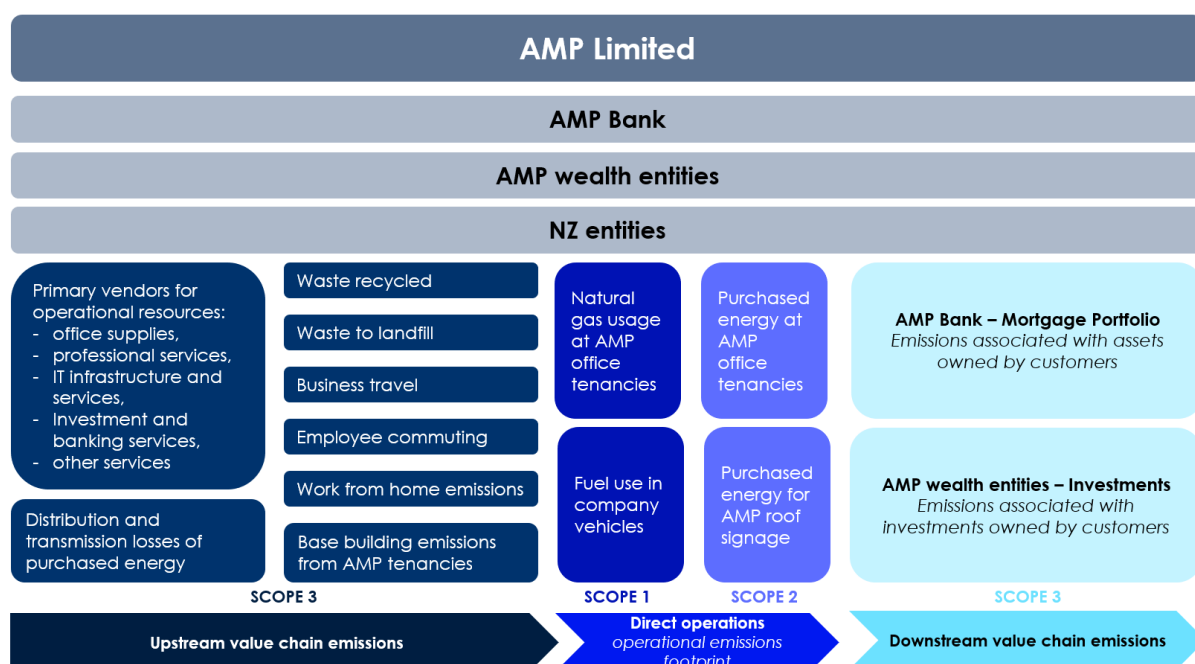 AMP Limited
AMP Bank
AMP wealth entities
NZ entities
Primary vendors for
operational resources:
- office supplies,
- professional services,
- IT infrastructure and
services,
- Investment and
banking services,
- other services
Distribution and
transmission losses of
purchased energy
Waste recycled
Waste to landfill
Business travel
Employee commuting
Work from home emissions
Base building emissions
from AMP tenancies
Natural
gas usage
at AMP
office
tenancies
Fuel use in
company
vehicles
Purchased
energy at
AMP
office
tenancies
Purchased
energy for
AMP roof
signage
AMP Bank – Mortgage Portfolio
Emissions associated with assets
owned by customers
AMP wealth entities – Investments
Emissions associated with
investments owned by customers
SCOPE 3
SCOPE 1
SCOPE 2
SCOPE 3
Upstream value chain emissions
Direct operations
operational emissions
footprint
Downstream value chain emissions